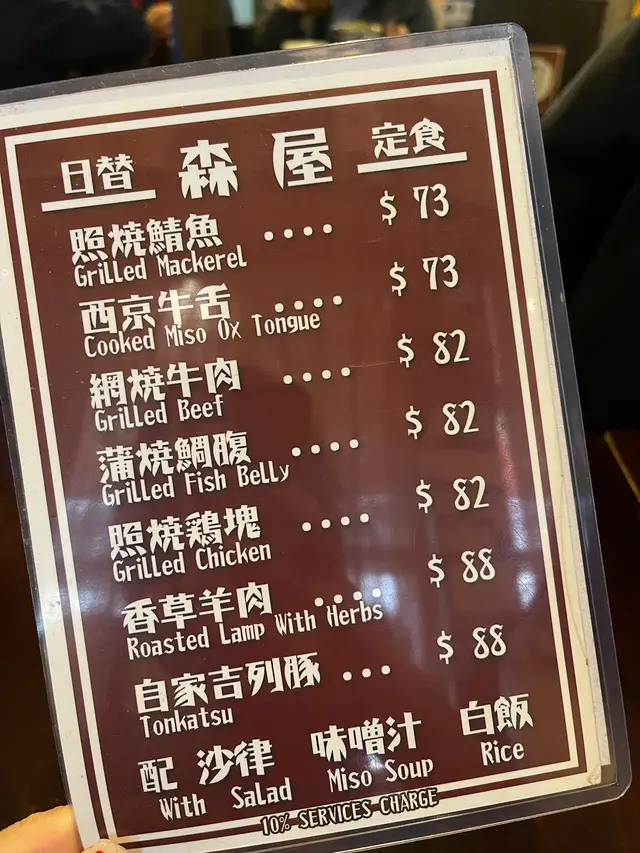 日替 森屋 定食
照燒鯖魚 .... $ 73
Grilled Mackerel
西京牛舌 .... $ 73
Cooked Miso Ox Tongue
網燒牛肉 .... $ 82
Grilled Beef
蒲燒鯛腹 .... $ 82
Grilled Fish Belly
照燒鶏塊 .... $ 82
Grilled Chicken
香草羊肉 .... $ 88
Roasted Lamp With Herbs
自家吉列豚 ... $ 88
Tonkatsu
配 沙律 味噌汁 白飯
With Salad Miso Soup Rice
10% SERVICES CHARGE